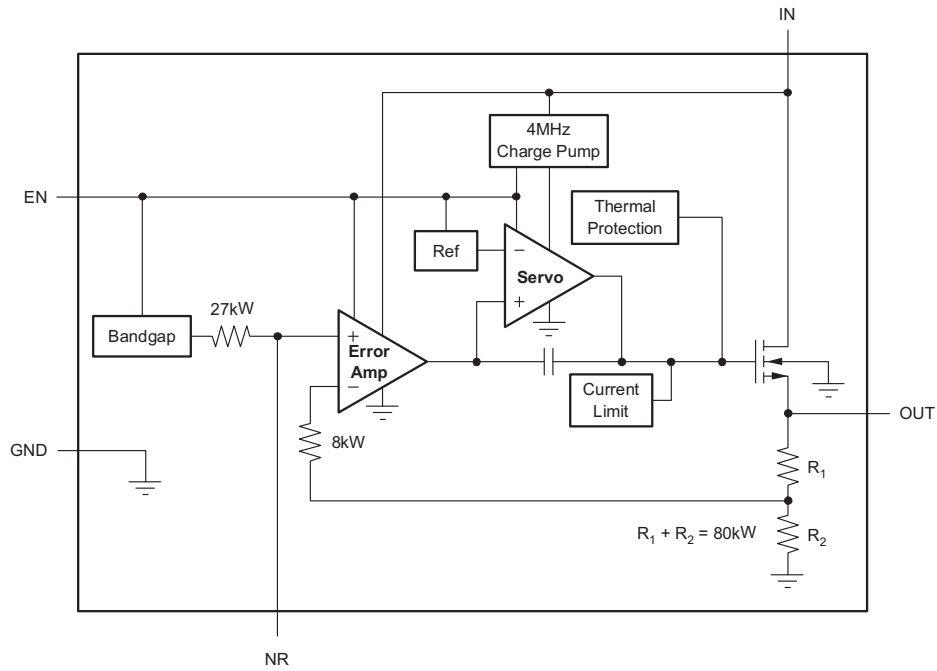 IN
4MHz
Charge Pump
EN
Thermal
Protection
Ref
−
Servo
+
27kW
Bandgap
+
Error
Amp
−
Current
Limit
OUT
8kW
GND
R1
R1 + R2 = 80kW
R2
NR